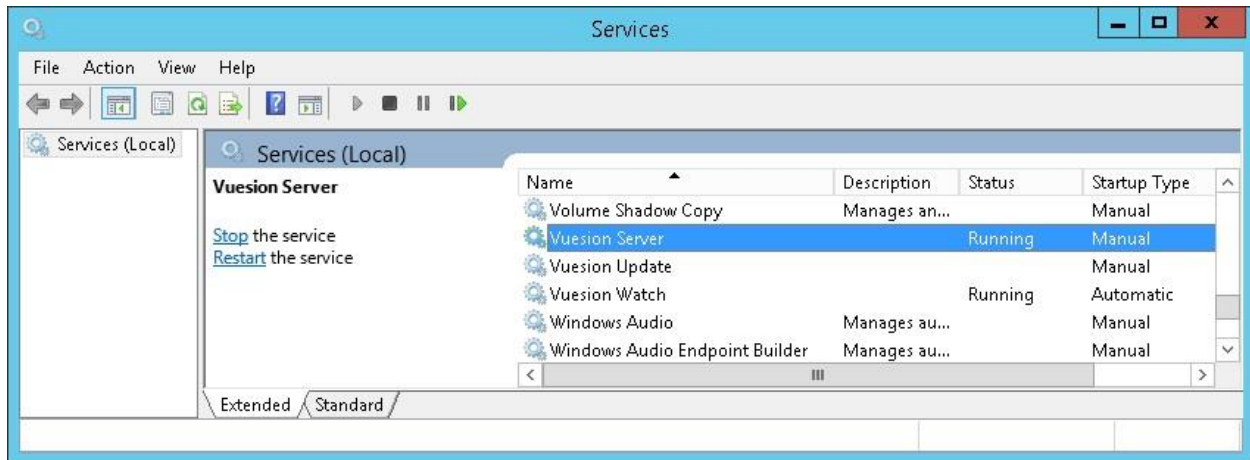 Services
File Action View Help
Services (Local)
Services (Local)
Vuesion Server
Stop the service
Restart the service
Name Description Status Startup Type
Volume Shadow Copy Manages an... Manual
Vuesion Server Running Manual
Vuesion Update Manual
Vuesion Watch Running Automatic
Windows Audio Manages au... Manual
Windows Audio Endpoint Builder Manages au... Manual
Extended Standard